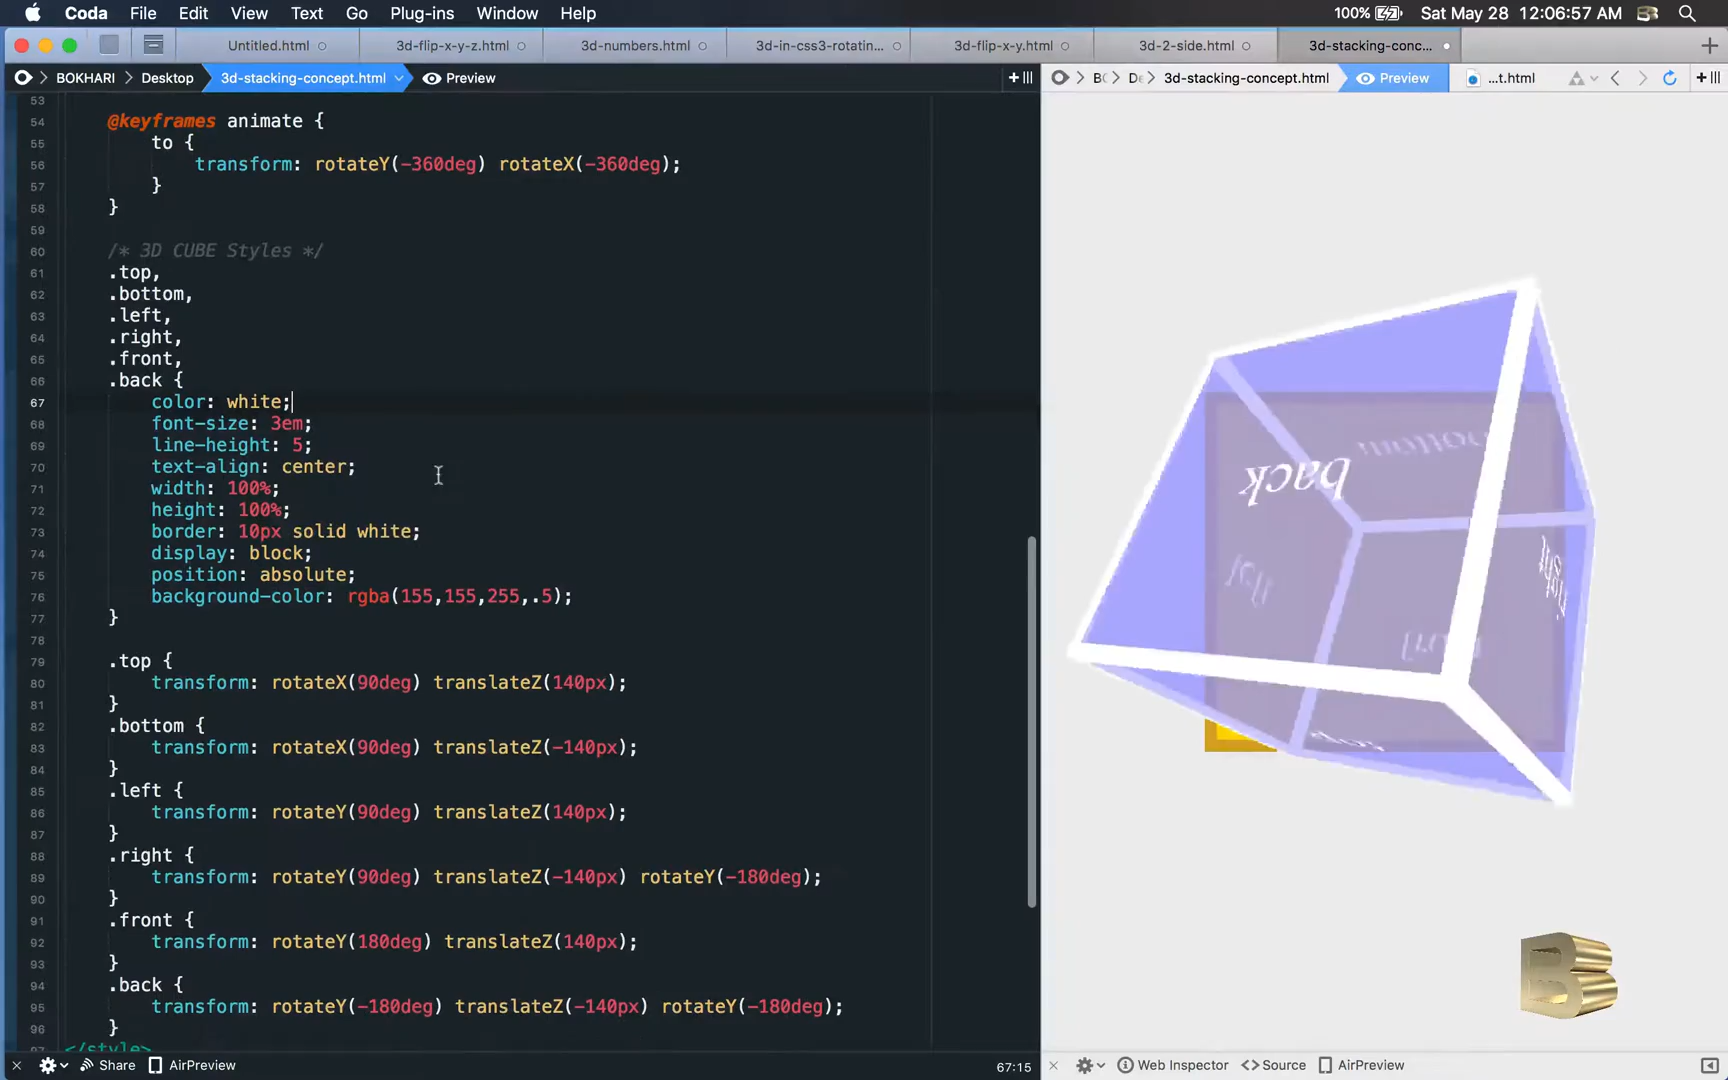 Coda File Edit View Text Go Plug-ins Window Help 100% Sat May 28 12:06:57 AM
Untitled.html 3d-flip-x-y-z.html 3d-numbers.html 3d-in-css3-rotatin... 3d-flip-x-y.html 3d-2-side.html 3d-stacking-conc...
BOKHARI Desktop 3d-stacking-concept.html Preview
3d-stacking-concept.html Preview ...t.html
53
54 @keyframes animate {
55 to {
56 transform: rotateY(-360deg) rotateX(-360deg);
57 }
58 }
59
60 /* 3D CUBE Styles */
61 .top,
62 .bottom,
63 .left,
64 .right,
65 .front,
66 .back {
67 color: white;
68 font-size: 3em;
69 line-height: 5;
70 text-align: center;
71 width: 100%;
72 height: 100%;
73 border: 10px solid white;
74 display: block;
75 position: absolute;
76 background-color: rgba(155,155,255,.5);
77 }
78
79 .top {
80 transform: rotateX(90deg) translateZ(140px);
81 }
82 .bottom {
83 transform: rotateX(90deg) translateZ(-140px);
84 }
85 .left {
86 transform: rotateY(90deg) translateZ(140px);
87 }
88 .right {
89 transform: rotateY(90deg) translateZ(-140px) rotateY(-180deg);
90 }
91 .front {
92 transform: rotateY(180deg) translateZ(140px);
93 }
94 .back {
95 transform: rotateY(-180deg) translateZ(-140px) rotateY(-180deg);
96 }
97 </style>
bottom
back
right
left
front
B
Share AirPreview 67:15
Web Inspector Source AirPreview